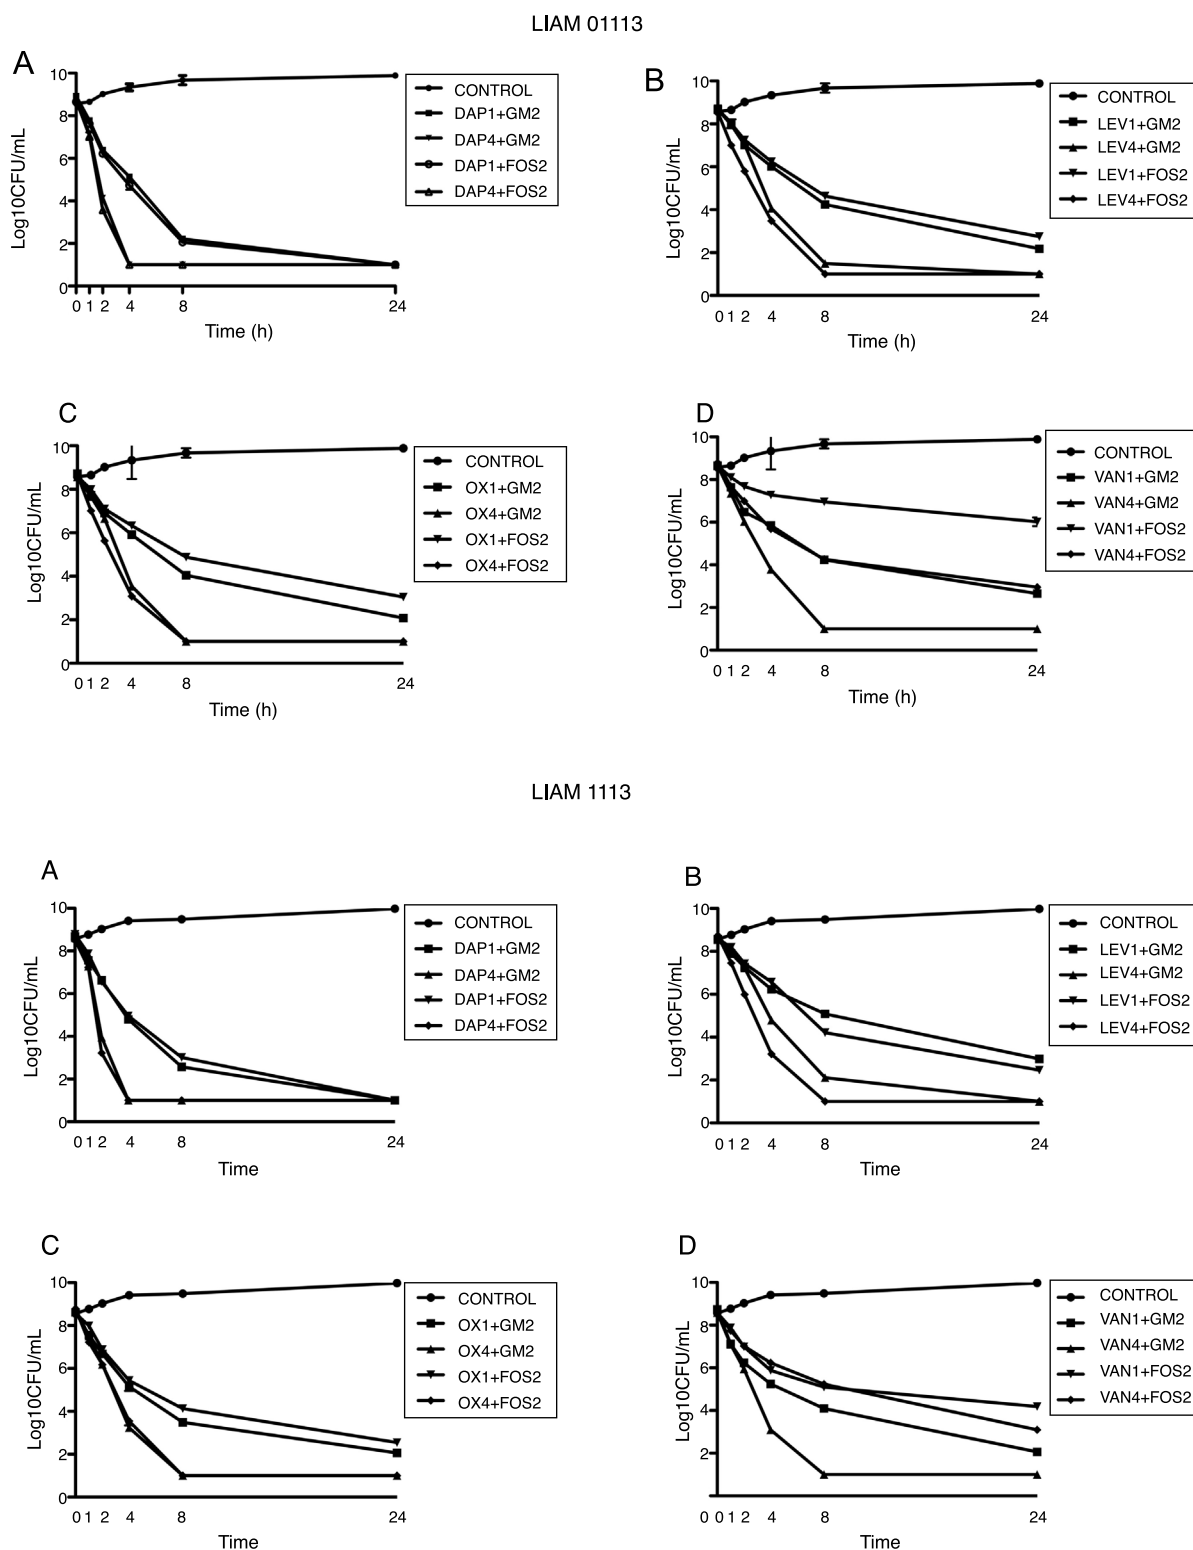 LIAM 01113
A
Log10CFU/mL
10
8
6
4
2
0
0 1 2 4 8 24
Time (h)
CONTROL
DAP1+GM2
DAP4+GM2
DAP1+FOS2
DAP4+FOS2
B
Log10CFU/mL
10
8
6
4
2
0
0 1 2 4 8 24
Time (h)
CONTROL
LEV1+GM2
LEV4+GM2
LEV1+FOS2
LEV4+FOS2
C
Log10CFU/mL
10
8
6
4
2
0
0 1 2 4 8 24
Time (h)
CONTROL
OX1+GM2
OX4+GM2
OX1+FOS2
OX4+FOS2
D
Log10CFU/mL
10
8
6
4
2
0
0 1 2 4 8 24
Time (h)
CONTROL
VAN1+GM2
VAN4+GM2
VAN1+FOS2
VAN4+FOS2
LIAM 1113
A
Log10CFU/mL
10
8
6
4
2
0
0 1 2 4 8 24
Time
CONTROL
DAP1+GM2
DAP4+GM2
DAP1+FOS2
DAP4+FOS2
B
Log10CFU/mL
10
8
6
4
2
0
0 1 2 4 8 24
Time
CONTROL
LEV1+GM2
LEV4+GM2
LEV1+FOS2
LEV4+FOS2
C
Log10CFU/mL
10
8
6
4
2
0
0 1 2 4 8 24
Time
CONTROL
OX1+GM2
OX4+GM2
OX1+FOS2
OX4+FOS2
D
Log10CFU/mL
10
8
6
4
2
0 0 1 2 4 8 24
Time
CONTROL
VAN1+GM2
VAN4+GM2
VAN1+FOS2
VAN4+FOS2